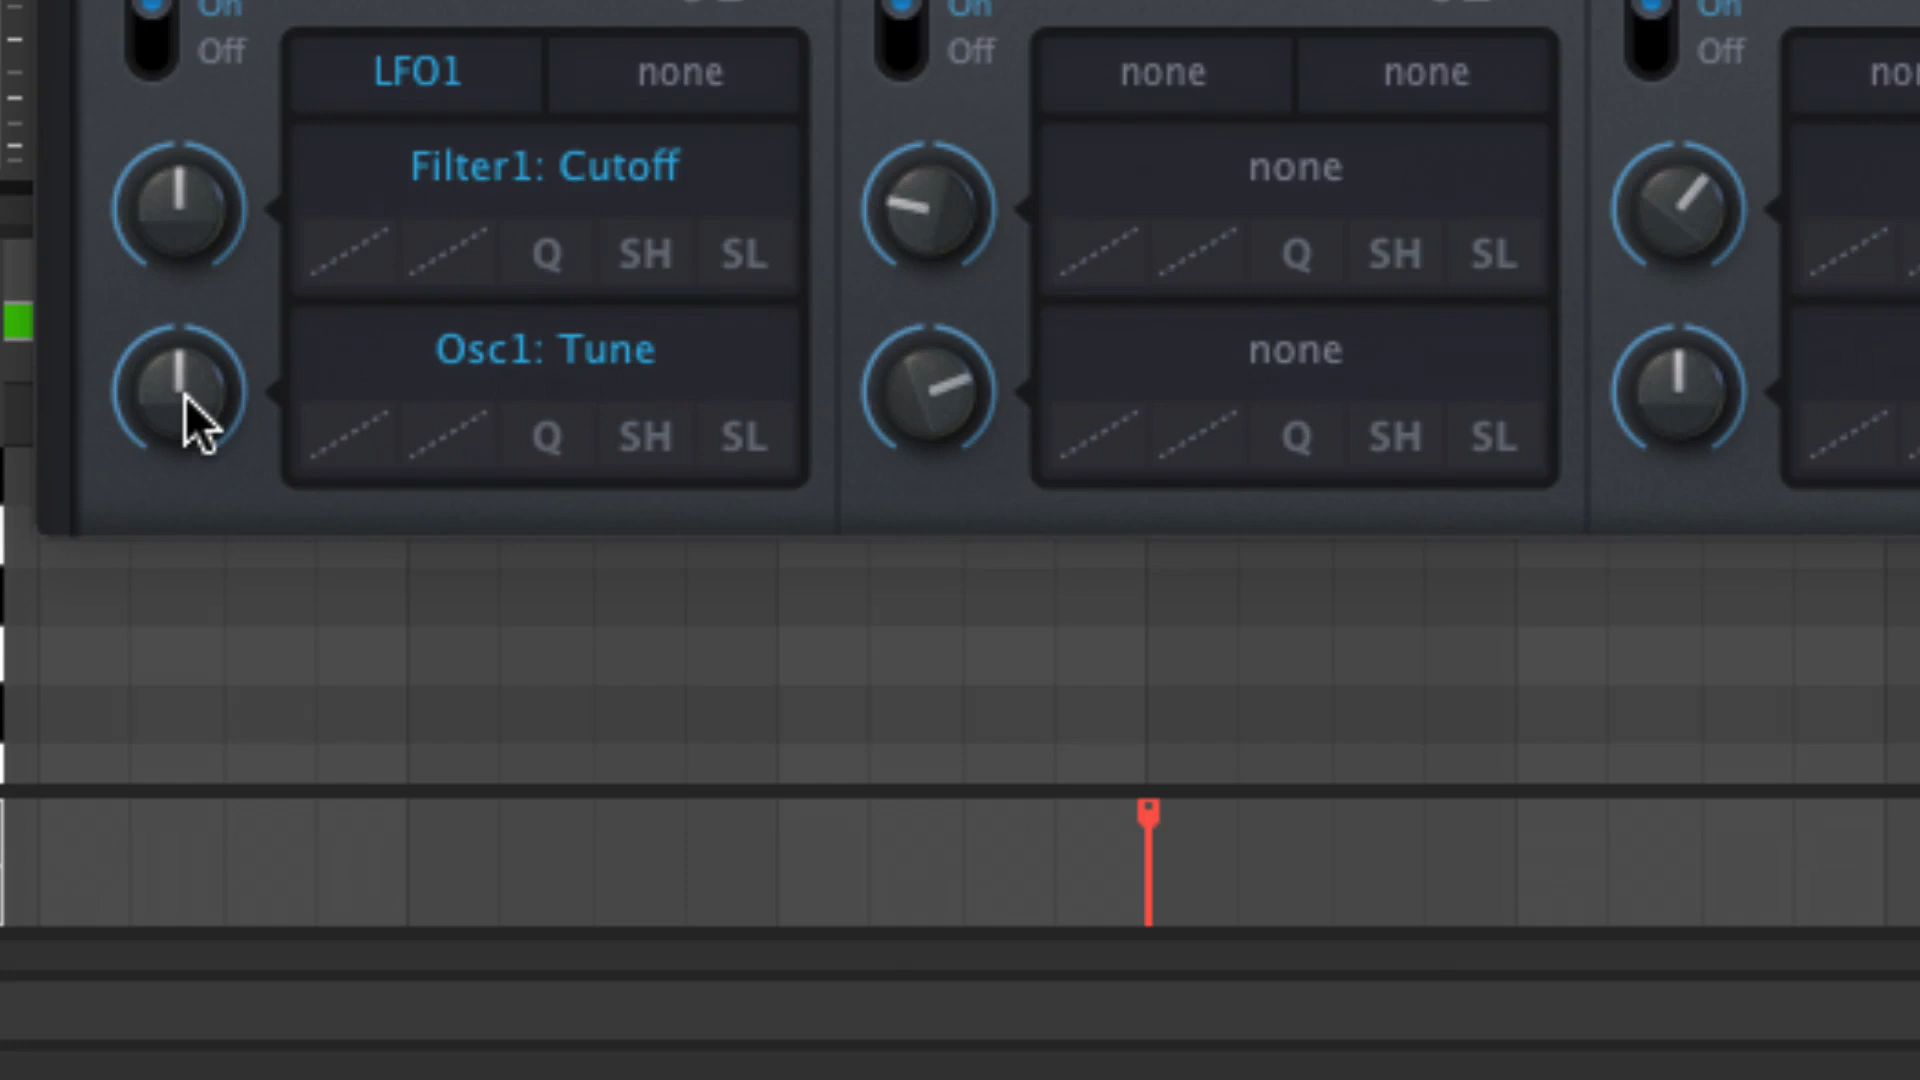 On On On
Off Off Off
LFO1 none none none
Filter1: Cutoff none
Q SH SL Q SH SL
Osc1: Tune none
Q SH SL Q SH SL